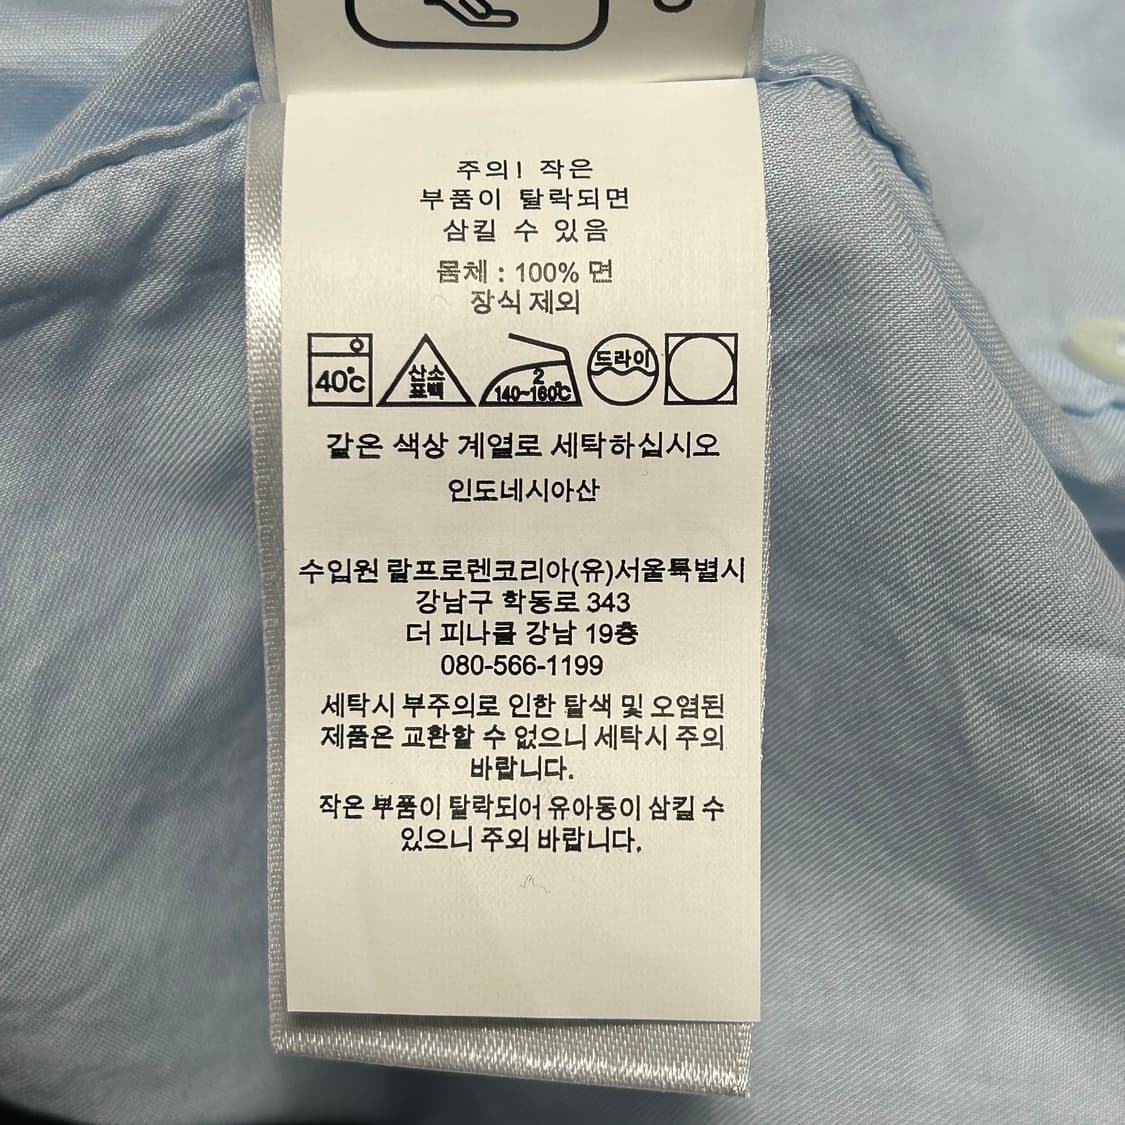 주의! 작은
부품이 탈락되면
삼킬 수 있음
몸체 : 100% 면
장식 제외
40℃
산소
표백
2
140~160℃
드라이
같은 색상 계열로 세탁하십시오
인도네시아산
수입원 랄프로렌코리아(유)서울특별시
강남구 학동로 343
더 피나클 강남 19층
080-566-1199
세탁시 부주의로 인한 탈색 및 오염된
제품은 교환할 수 없으니 세탁시 주의
바랍니다.
작은 부품이 탈락되어 유아동이 삼킬 수
있으니 주외 바랍니다.